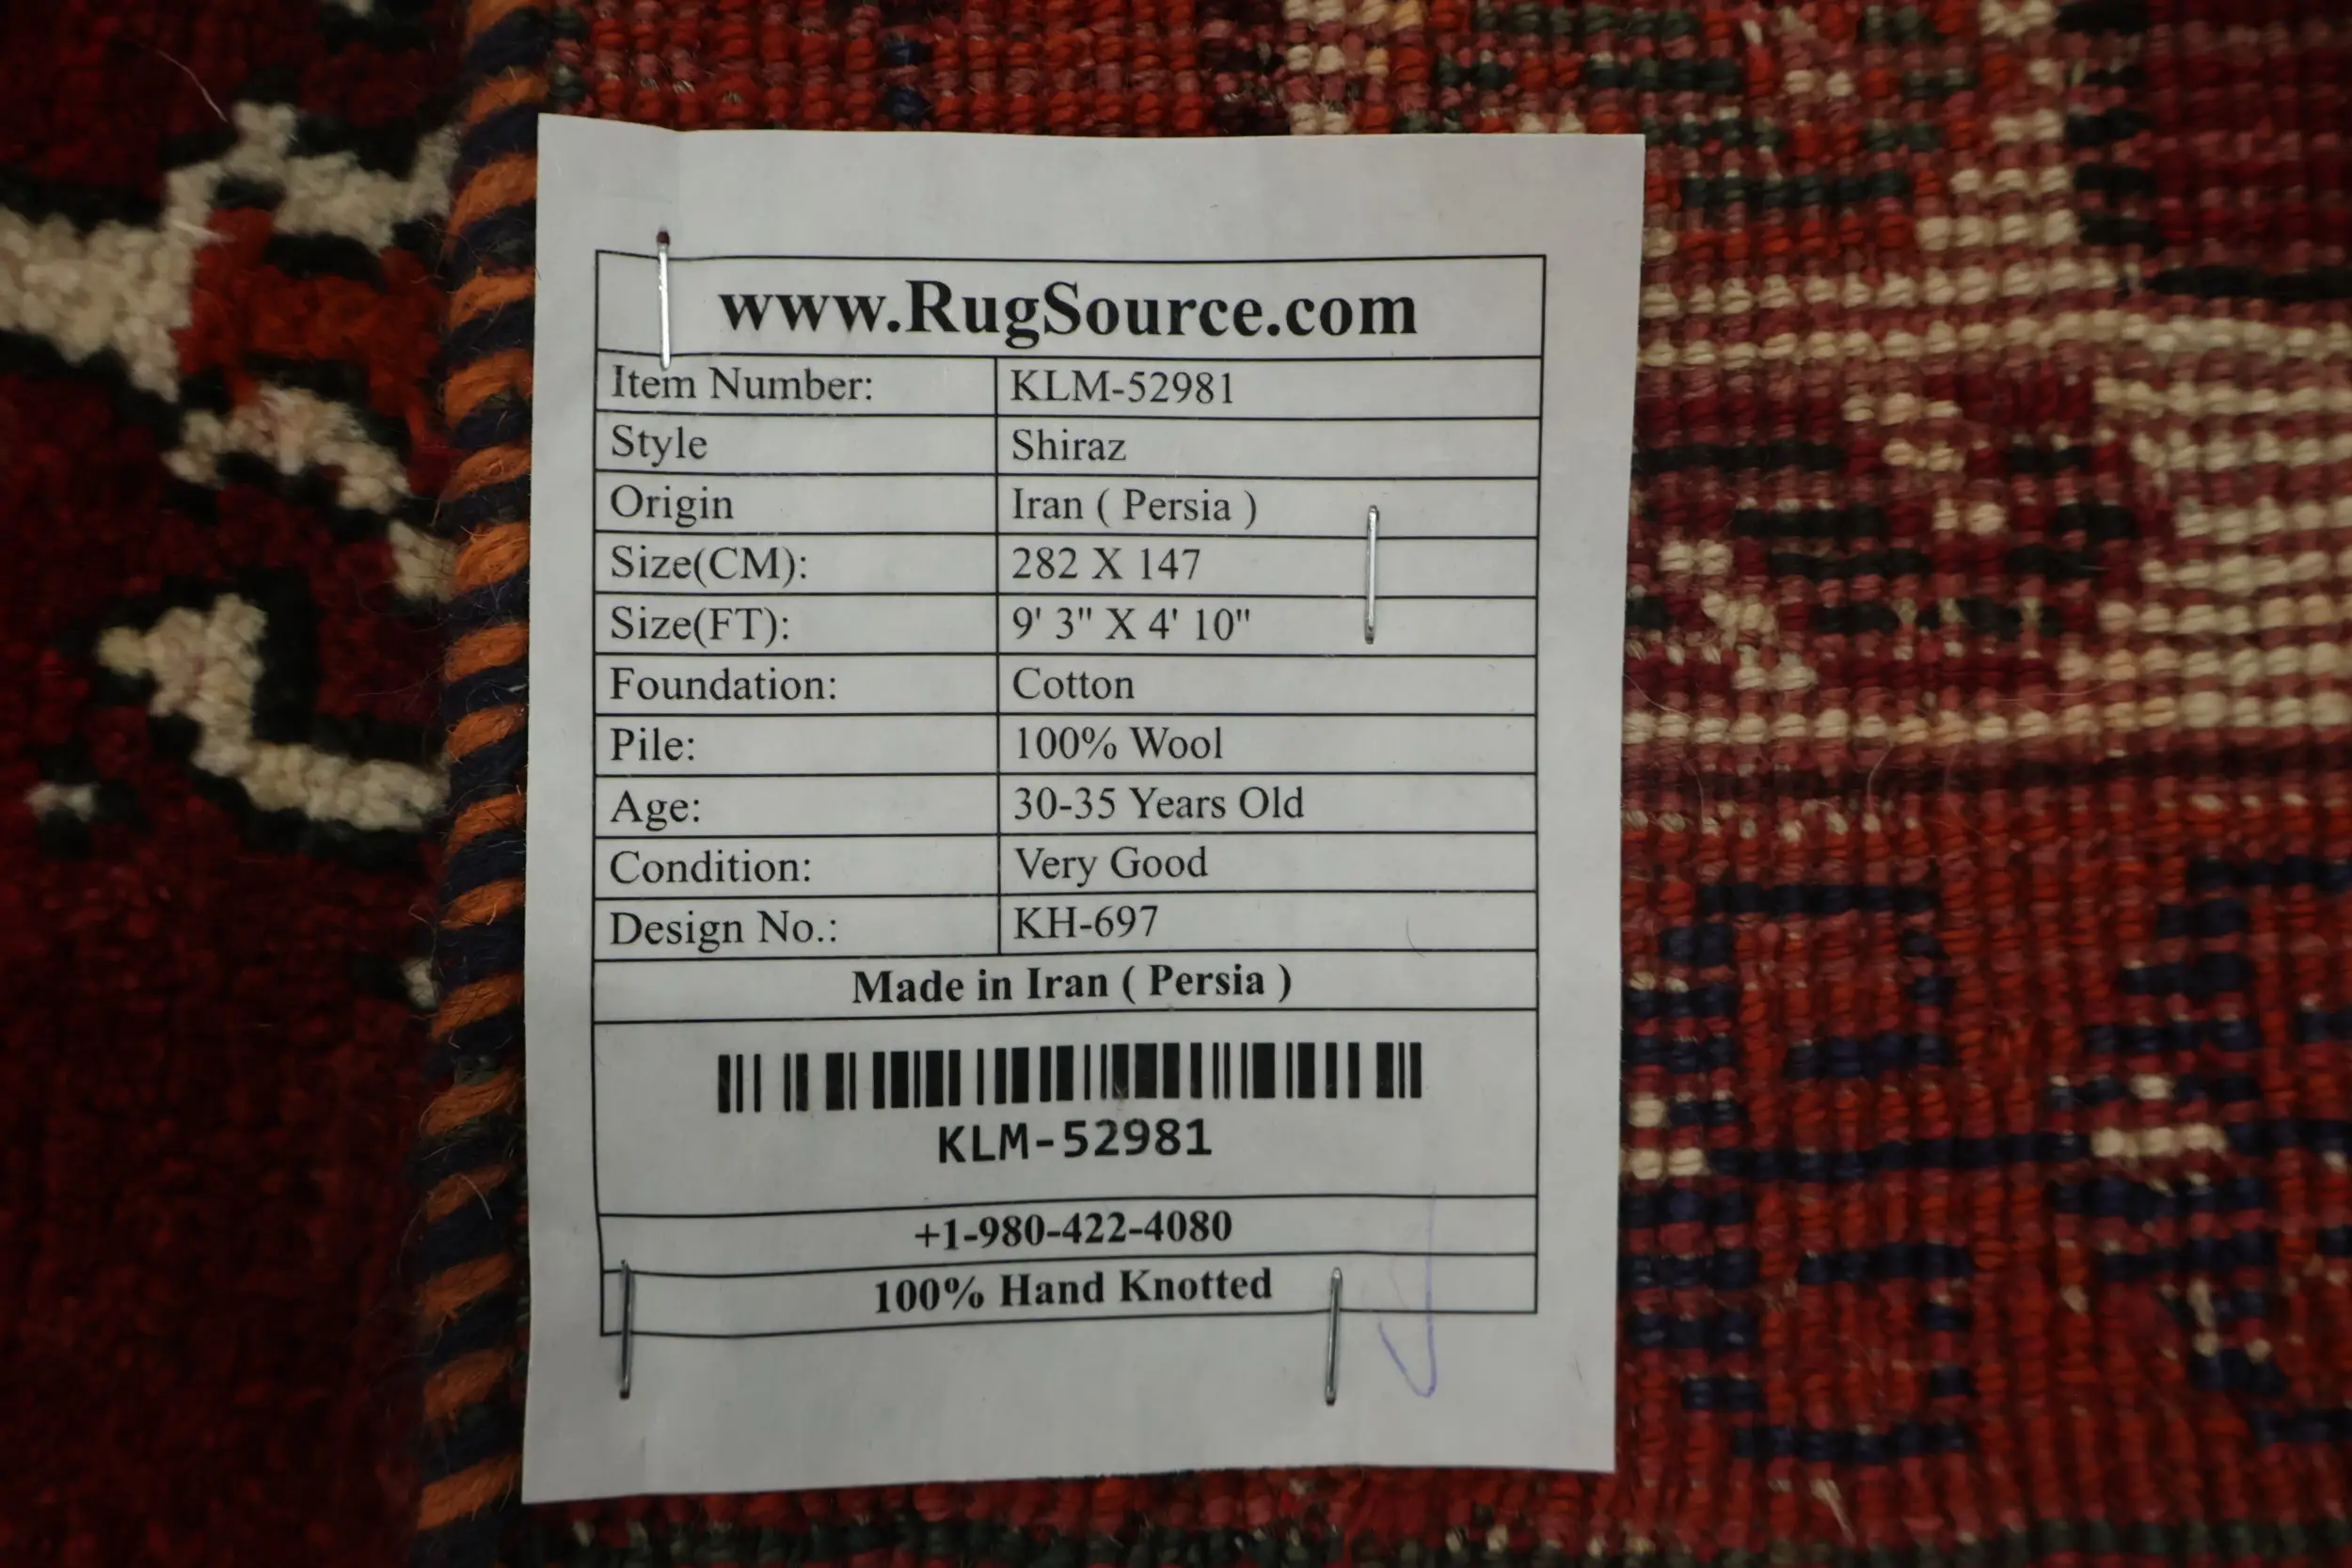 www.RugSource.com
Item Number: KLM-52981
Style Shiraz
Origin Iran ( Persia )
Size(CM): 282 X 147
Size(FT): 9' 3" X 4' 10"
Foundation: Cotton
Pile: 100% Wool
Age: 30-35 Years Old
Condition: Very Good
Design No.: KH-697
Made in Iran ( Persia )
KLM-52981
+1-980-422-4080
100% Hand Knotted